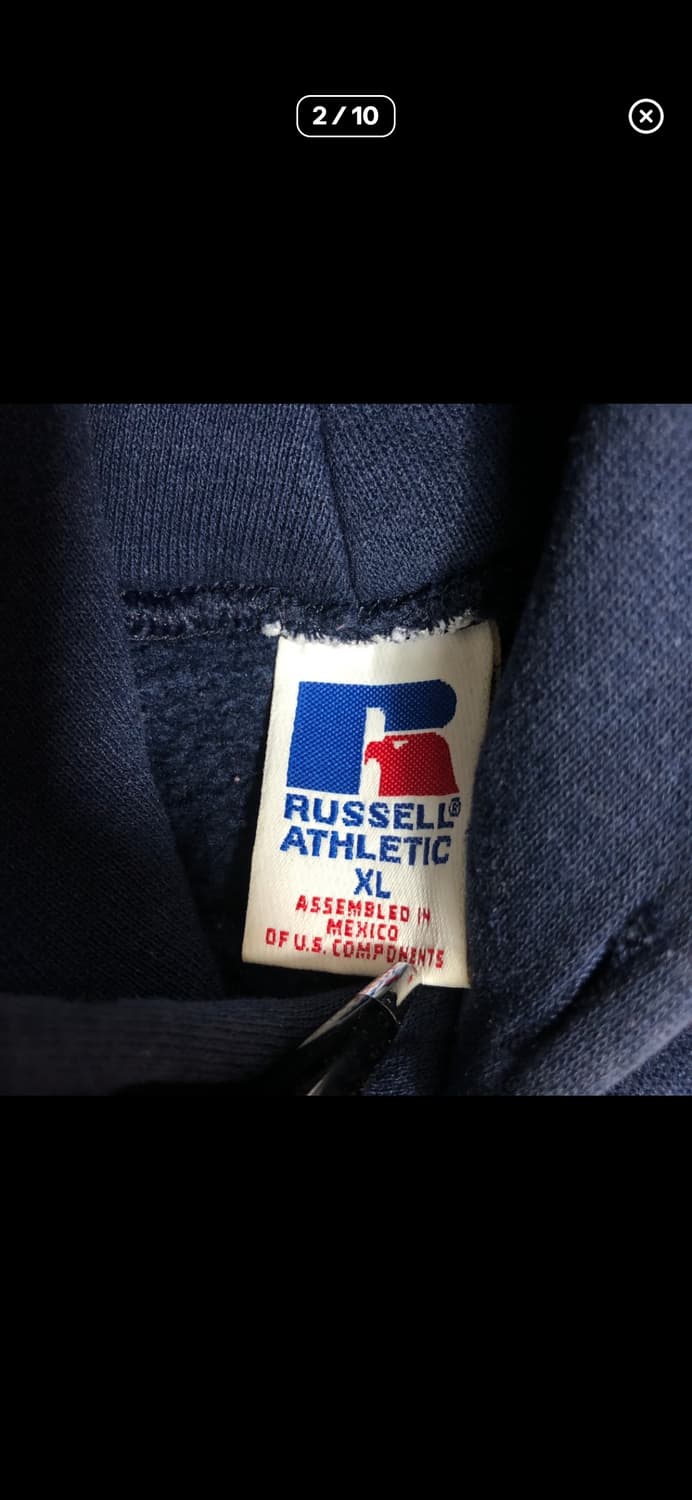 2 / 10
RUSSELL®
ATHLETIC
XL
ASSEMBLED IN
MEXICO
OF U.S. COMPONENTS